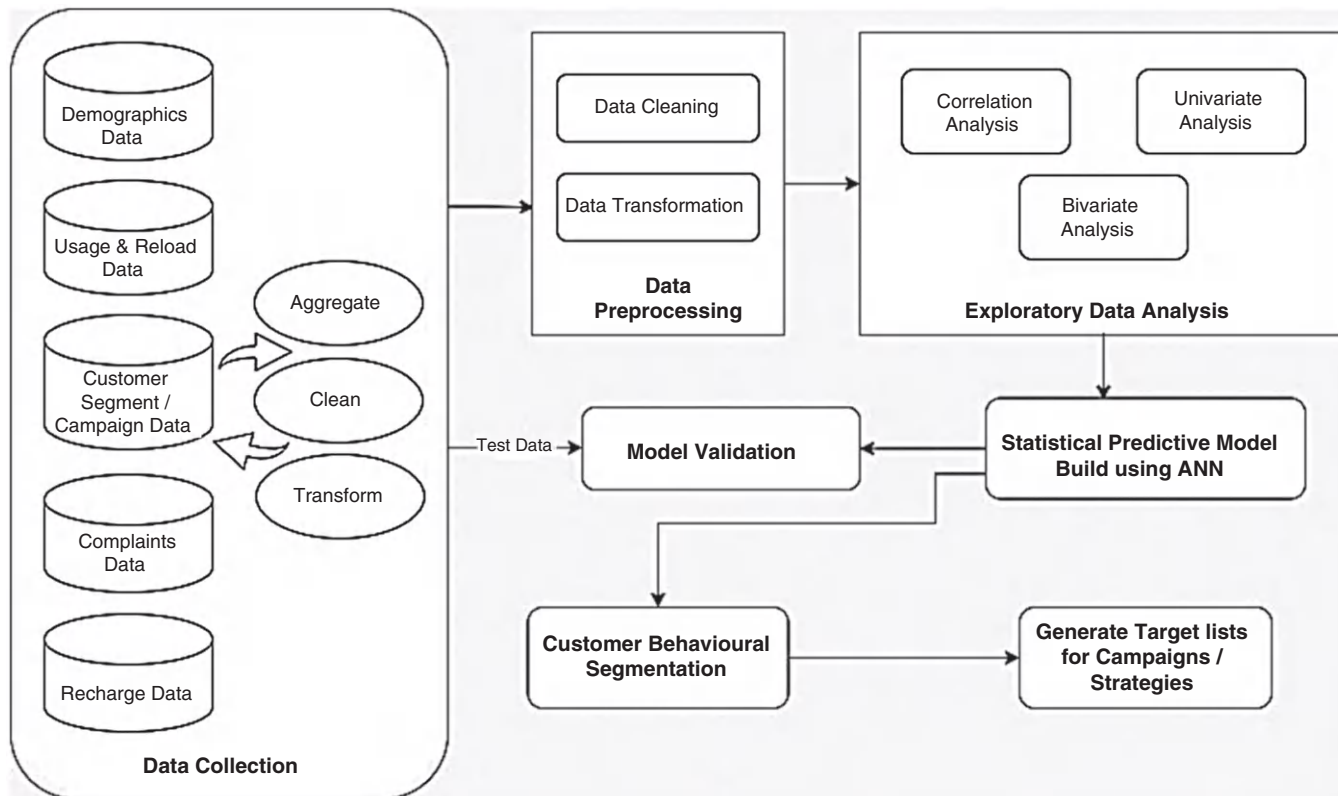 Demographics
Data
Usage & Reload
Data
Customer
Segment /
Campaign Data
Complaints
Data
Recharge Data
Aggregate
Clean
Transform
Data Collection
Data Cleaning
Data Transformation
Data
Preprocessing
Correlation
Analysis
Univariate
Analysis
Bivariate
Analysis
Exploratory Data Analysis
Test Data
Model Validation
Statistical Predictive Model
Build using ANN
Customer Behavioural
Segmentation
Generate Target lists
for Campaigns /
Strategies